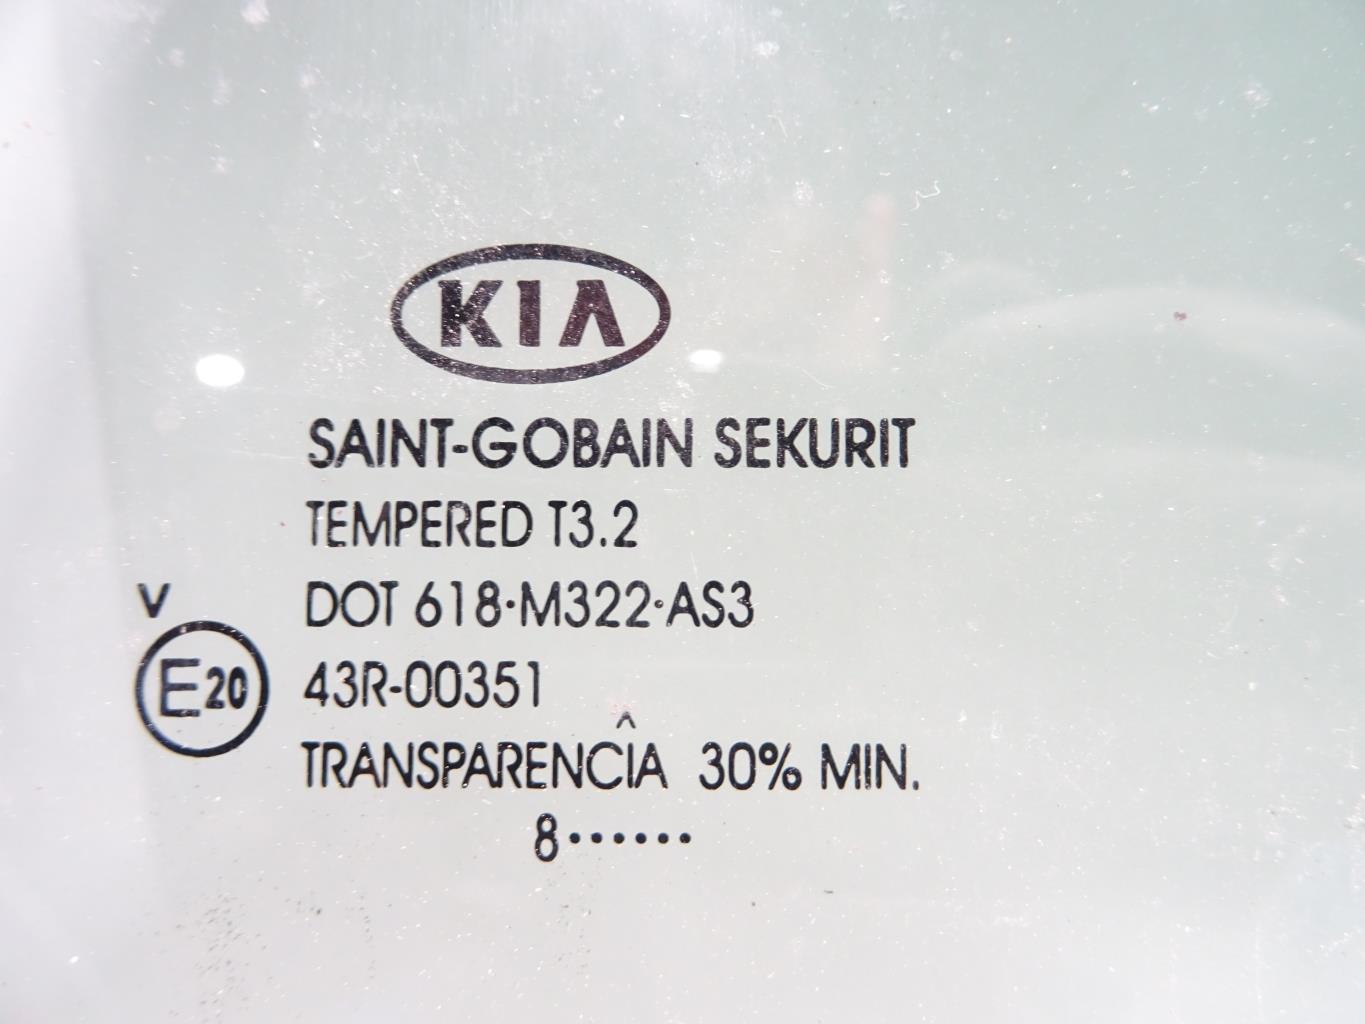 KIA
SAINT-GOBAIN SEKURIT
TEMPERED T3.2
V
DOT 618·M322·AS3
E20
43R-00351
TRANSPARENCÎA 30% MIN.
8······